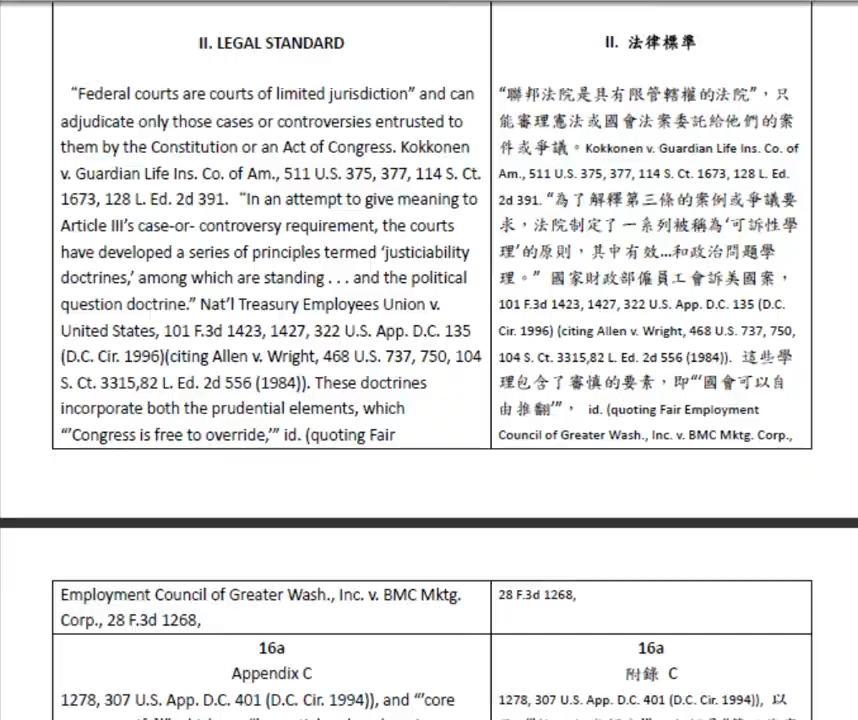 II. LEGAL STANDARD
“Federal courts are courts of limited jurisdiction” and can
adjudicate only those cases or controversies entrusted to
them by the Constitution or an Act of Congress. Kokkonen
v. Guardian Life Ins. Co. of Am., 511 U.S. 375, 377, 114 S. Ct.
1673, 128 L. Ed. 2d 391.  “In an attempt to give meaning to
Article III’s case-or- controversy requirement, the courts
have developed a series of principles termed ‘justiciability
doctrines,’ among which are standing . . . and the political
question doctrine.” Nat’l Treasury Employees Union v.
United States, 101 F.3d 1423, 1427, 322 U.S. App. D.C. 135
(D.C. Cir. 1996)(citing Allen v. Wright, 468 U.S. 737, 750, 104
S. Ct. 3315,82 L. Ed. 2d 556 (1984)). These doctrines
incorporate both the prudential elements, which
“’Congress is free to override,’” id. (quoting Fair
II. 法律標準
“聯邦法院是具有限管轄權的法院”，只
能審理憲法或國會法案委託給他們的案
件或爭議。Kokkonen v. Guardian Life Ins. Co. of
Am., 511 U.S. 375, 377, 114 S. Ct. 1673, 128 L. Ed.
2d 391. “為了解釋第三條的案例或爭議要
求，法院制定了一系列被稱為‘可訴性學
理’的原則，其中有效…和政治問題學
理。” 國家財政部僱員工會訴美國案，
101 F.3d 1423, 1427, 322 U.S. App. D.C. 135 (D.C.
Cir. 1996) (citing Allen v. Wright, 468 U.S. 737, 750,
104 S. Ct. 3315,82 L. Ed. 2d 556 (1984)). 這些學
理包含了審慎的要素，即“‘國會可以自
由推翻’”， id. (quoting Fair Employment
Council of Greater Wash., Inc. v. BMC Mktg. Corp.,
Employment Council of Greater Wash., Inc. v. BMC Mktg.
Corp., 28 F.3d 1268,
28 F.3d 1268,
16a
Appendix C
1278, 307 U.S. App. D.C. 401 (D.C. Cir. 1994)), and “’core
16a
附錄 C
1278, 307 U.S. App. D.C. 401 (D.C. Cir. 1994)), 以